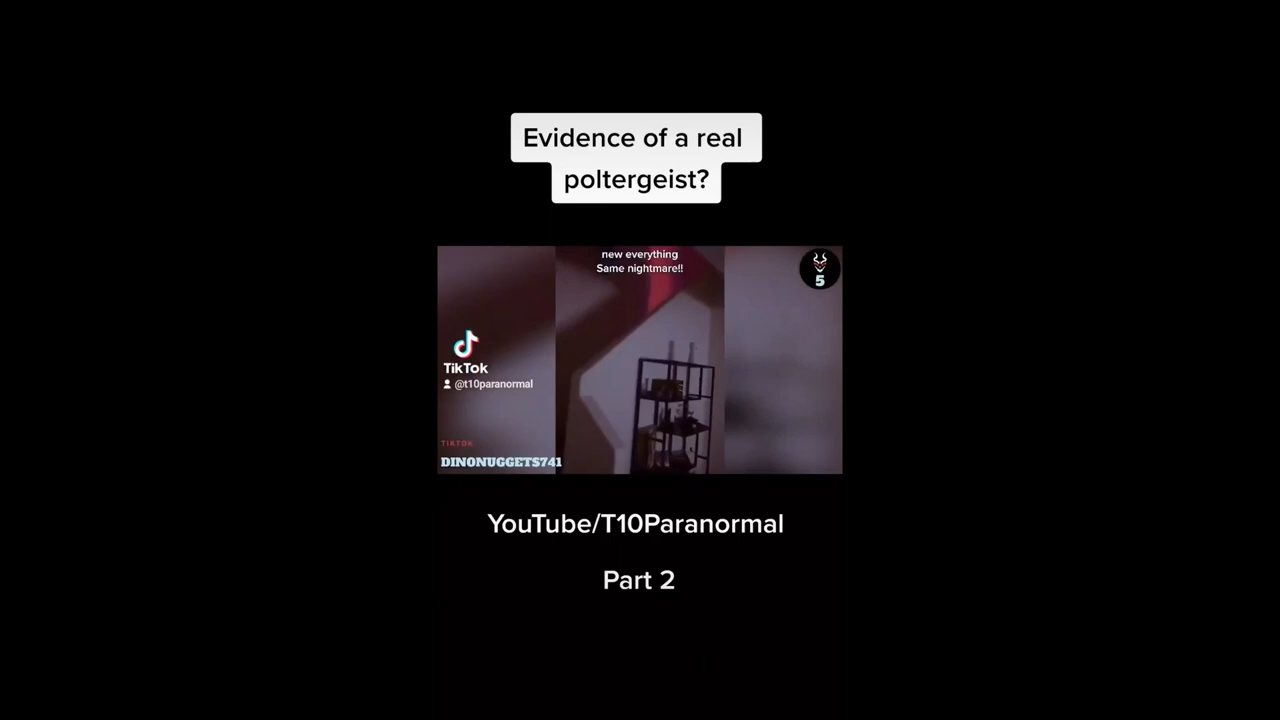 Evidence of a real
poltergeist?
new everything
Same nightmare!!
5
TikTok
@t10paranormal
TIKTOK
DINONUGGETS741
YouTube/T10Paranormal
Part 2